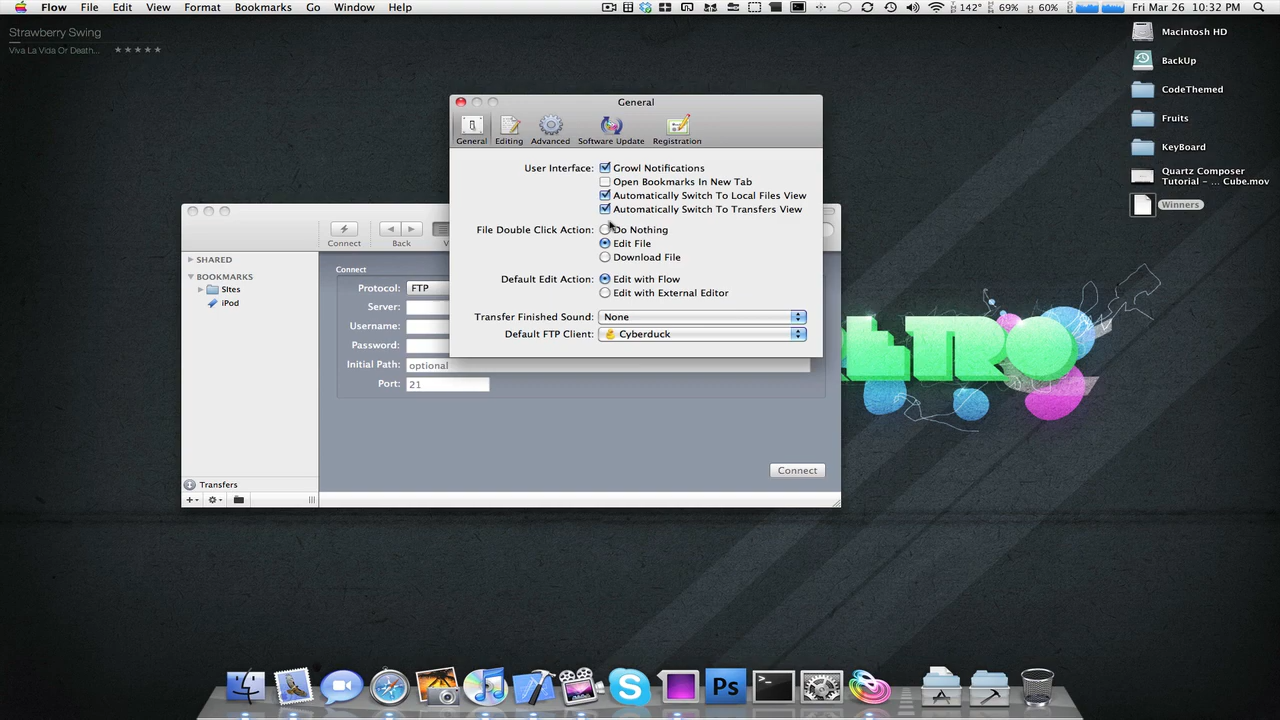 Flow File Edit View Format Bookmarks Go Window Help
142° 69% 60% Fri Mar 26 10:32 PM
Strawberry Swing
Viva La Vida Or Death...
Macintosh HD
BackUp
CodeThemed
Fruits
KeyBoard
Quartz Composer
Tutorial - ... Cube.mov
Winners
General
General Editing Advanced Software Update Registration
User Interface: Growl Notifications
Open Bookmarks In New Tab
Automatically Switch To Local Files View
Automatically Switch To Transfers View
File Double Click Action: Do Nothing
Edit File
Download File
Default Edit Action: Edit with Flow
Edit with External Editor
Transfer Finished Sound: None
Default FTP Client: Cyberduck
Connect Back
SHARED
BOOKMARKS
SItes
iPod
Connect
Protocol: FTP
Server:
Username:
Password:
Initial Path: optional
Port: 21
Connect
Transfers
Ps